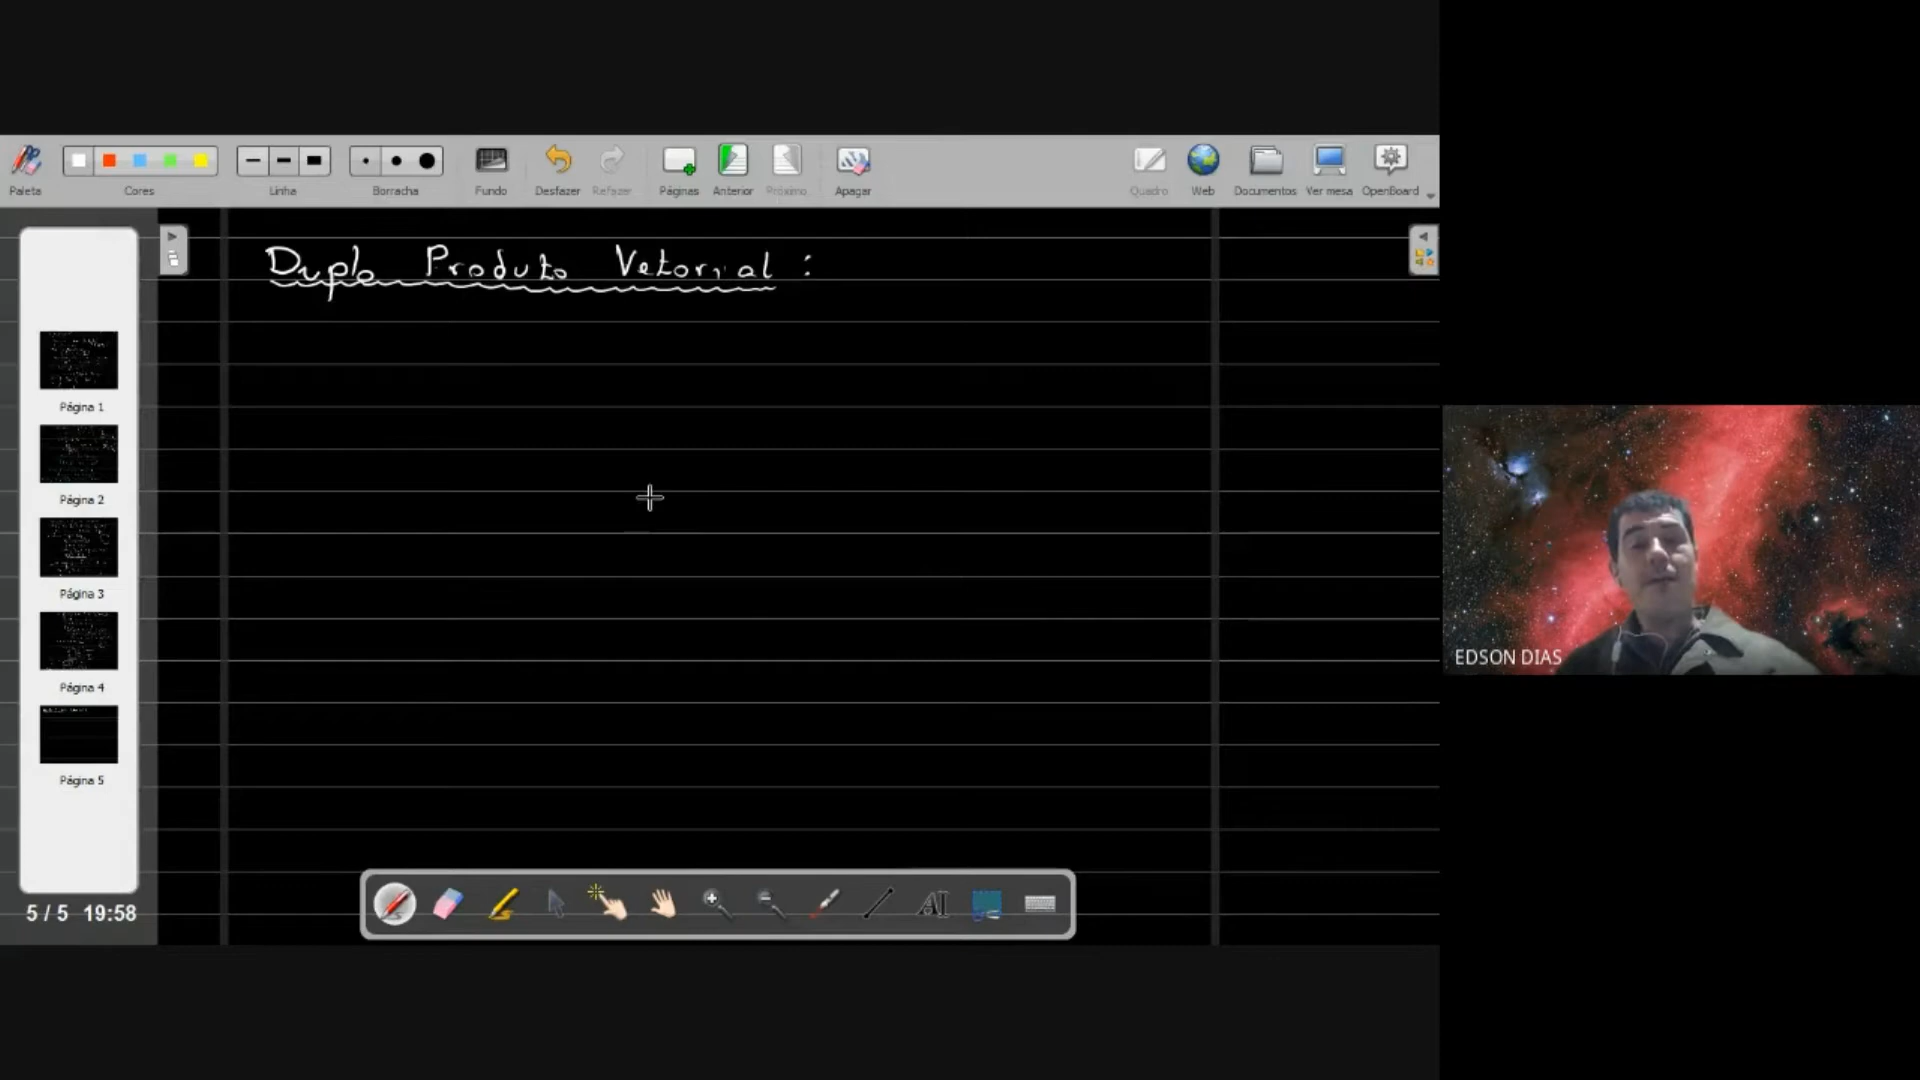 Paleta
Cores
Linha
Borracha
Fundo
Desfazer
Refazer
Páginas
Anterior
Próximo
Apagar
Quadro
Web
Documentos
Ver mesa
OpenBoard
Duplo Produto Vetorial :
Página 1
Página 2
Página 3
Página 4
Página 5
5 / 5 19:58
AI
EDSON DIAS